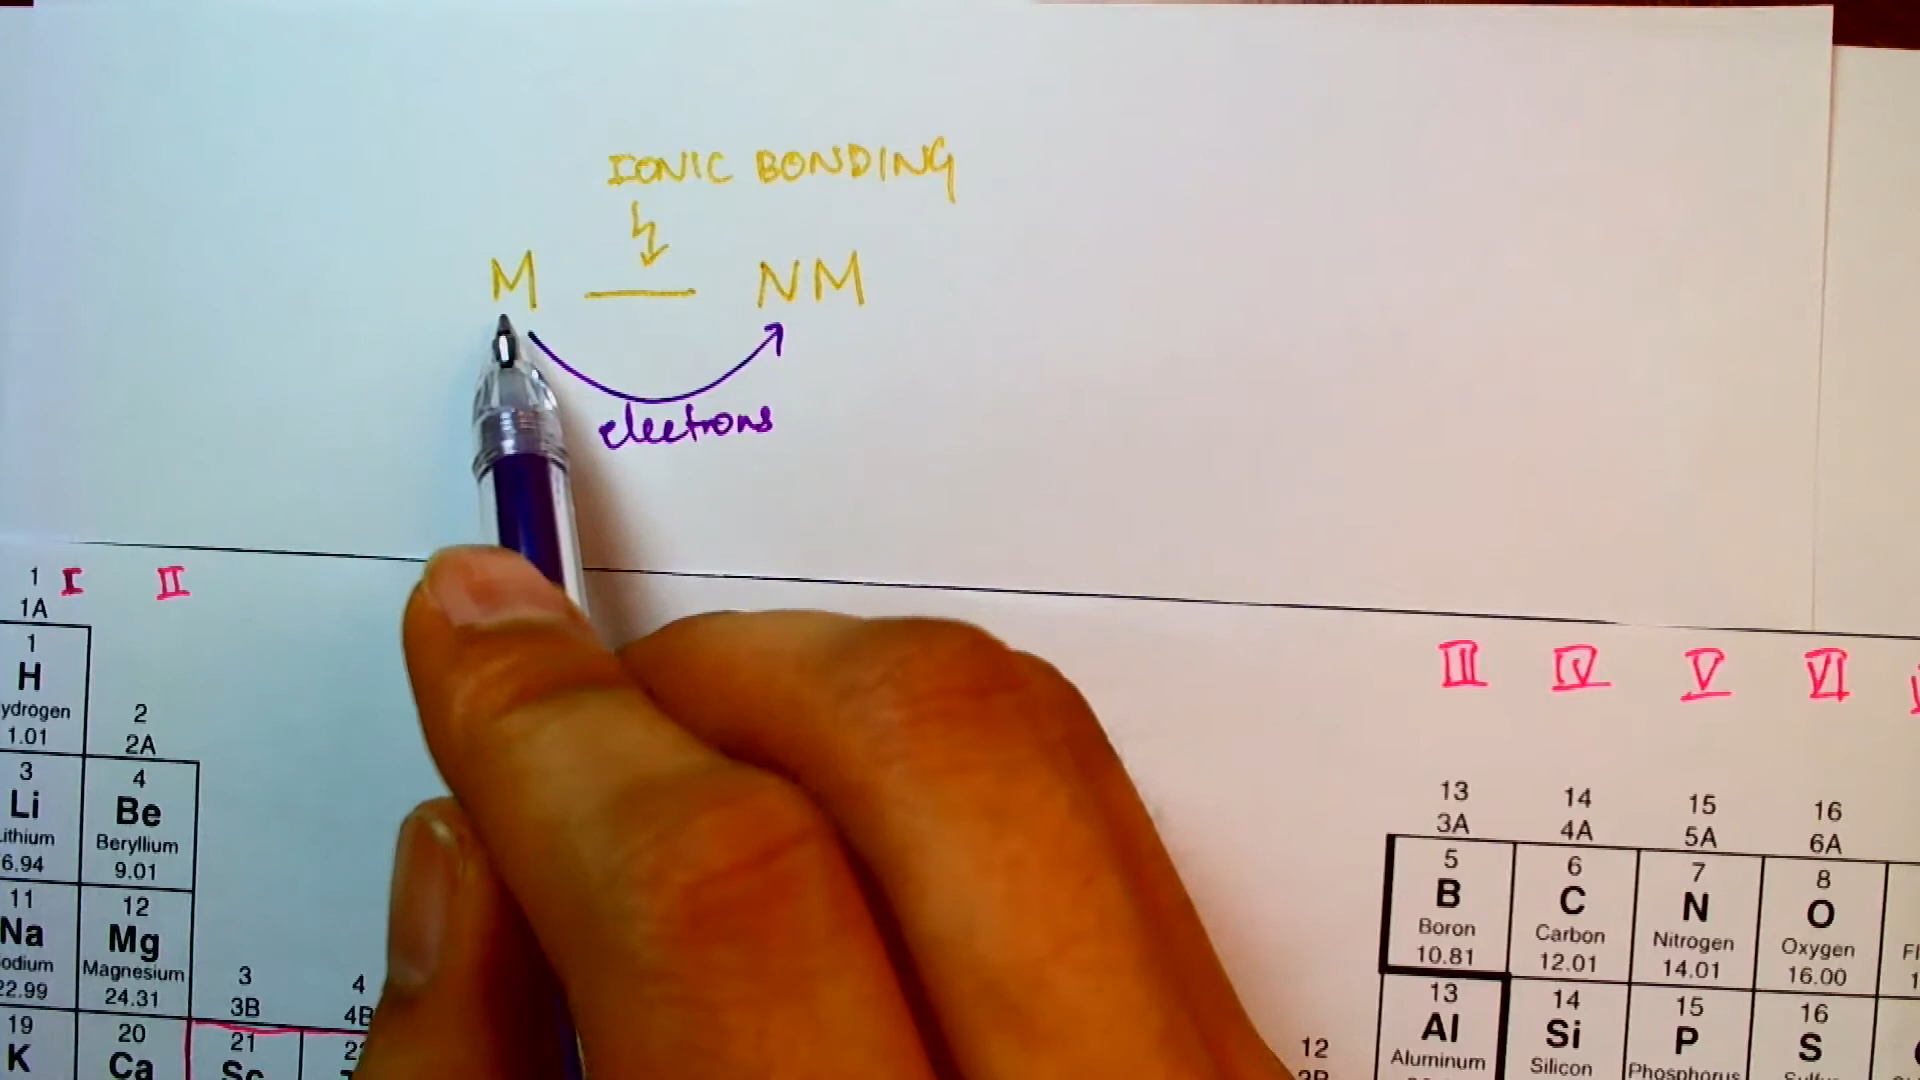 IONIC BONDING
M — NM
electrons
1 I II
1A
III IV V VI
1
H
ydrogen
1.01
2
2A
3
Li
ithium
6.94
4
Be
Beryllium
9.01
13 14 15 16
3A 4A 5A 6A
5 6 7 8
B C N O
Boron Carbon Nitrogen Oxygen Fl
10.81 12.01 14.01 16.00 1
11
Na
odium
22.99
12
Mg
Magnesium
24.31
3 4
3B 4B
12
13 14 15 16
Al Si P S
Aluminum Silicon Phosphorus
19 20 21
K Ca Sc